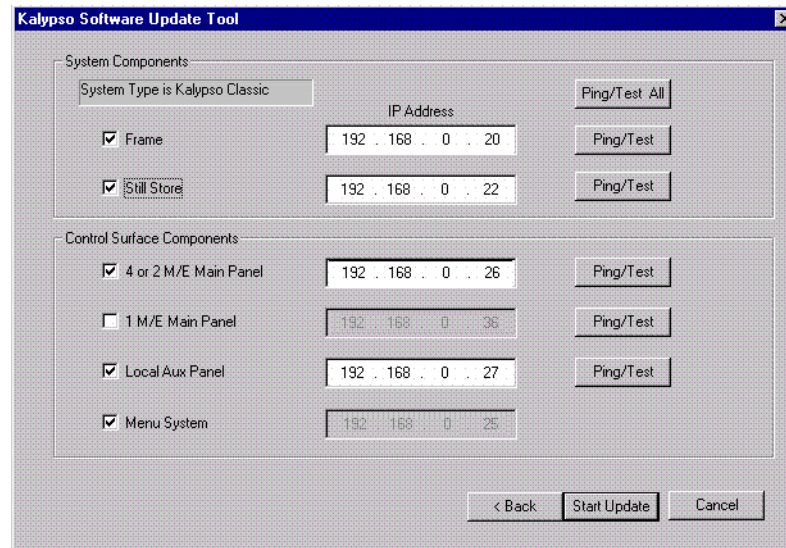 Kalypso Software Update Tool
System Components
System Type is Kalypso Classic
Ping/Test All
IP Address
Frame 192 . 168 . 0 . 20 Ping/Test
Still Store 192 . 168 . 0 . 22 Ping/Test
Control Surface Components
4 or 2 M/E Main Panel 192 . 168 . 0 . 26 Ping/Test
1 M/E Main Panel 192 . 168 . 0 . 36 Ping/Test
Local Aux Panel 192 . 168 . 0 . 27 Ping/Test
Menu System 192 . 168 . 0 . 25
< Back Start Update Cancel